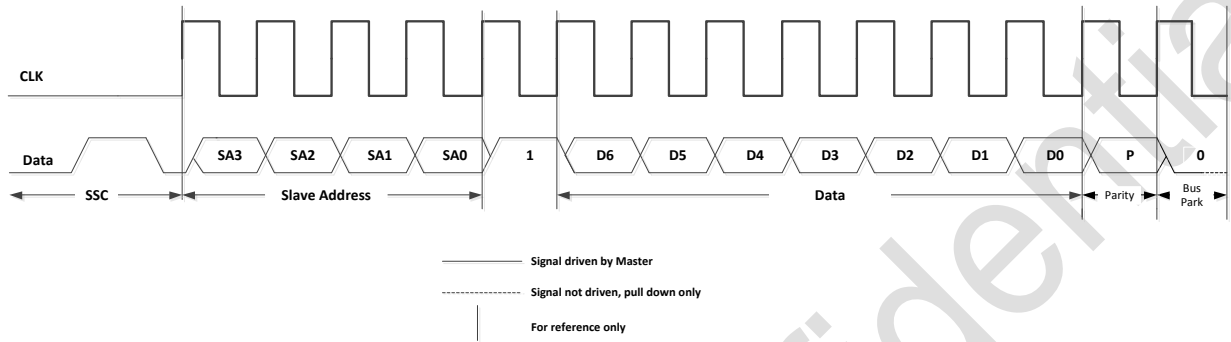 CLK
Data SA3 SA2 SA1 SA0 1 D6 D5 D4 D3 D2 D1 D0 P 0
SSC Slave Address Data Parity Bus Park
Signal driven by Master
Signal not driven, pull down only
For reference only